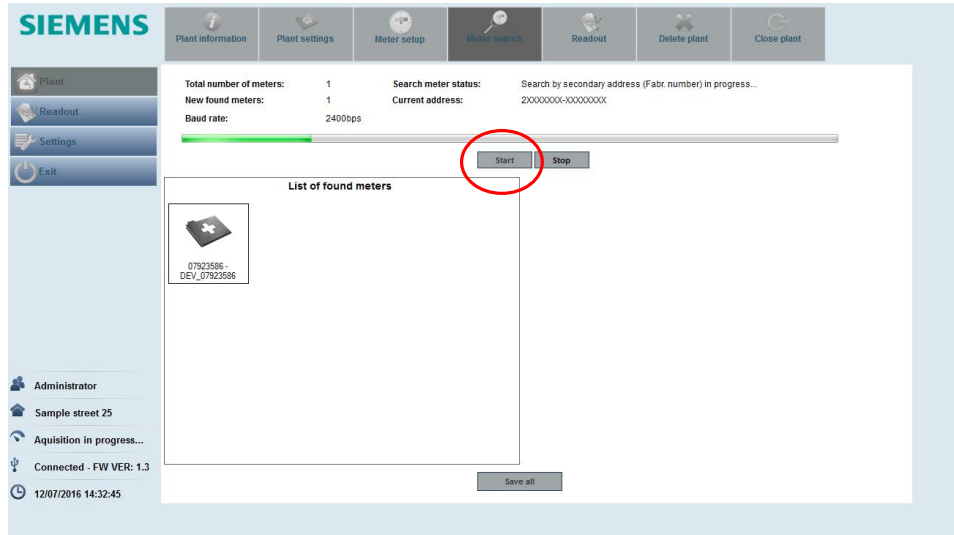 SIEMENS
Plant information
Plant settings
Meter setup
Meter search
Readout
Delete plant
Close plant
Plant
Readout
Settings
Exit
Total number of meters: 1 Search meter status: Search by secondary address (Fabr. number) in progress...
New found meters: 1 Current address: 2XXXXXXX-XXXXXXXX
Baud rate: 2400bps
Start Stop
List of found meters
07923586 -
DEV_07923586
Administrator
Sample street 25
Aquisition in progress...
Connected - FW VER: 1.3
12/07/2016 14:32:45
Save all